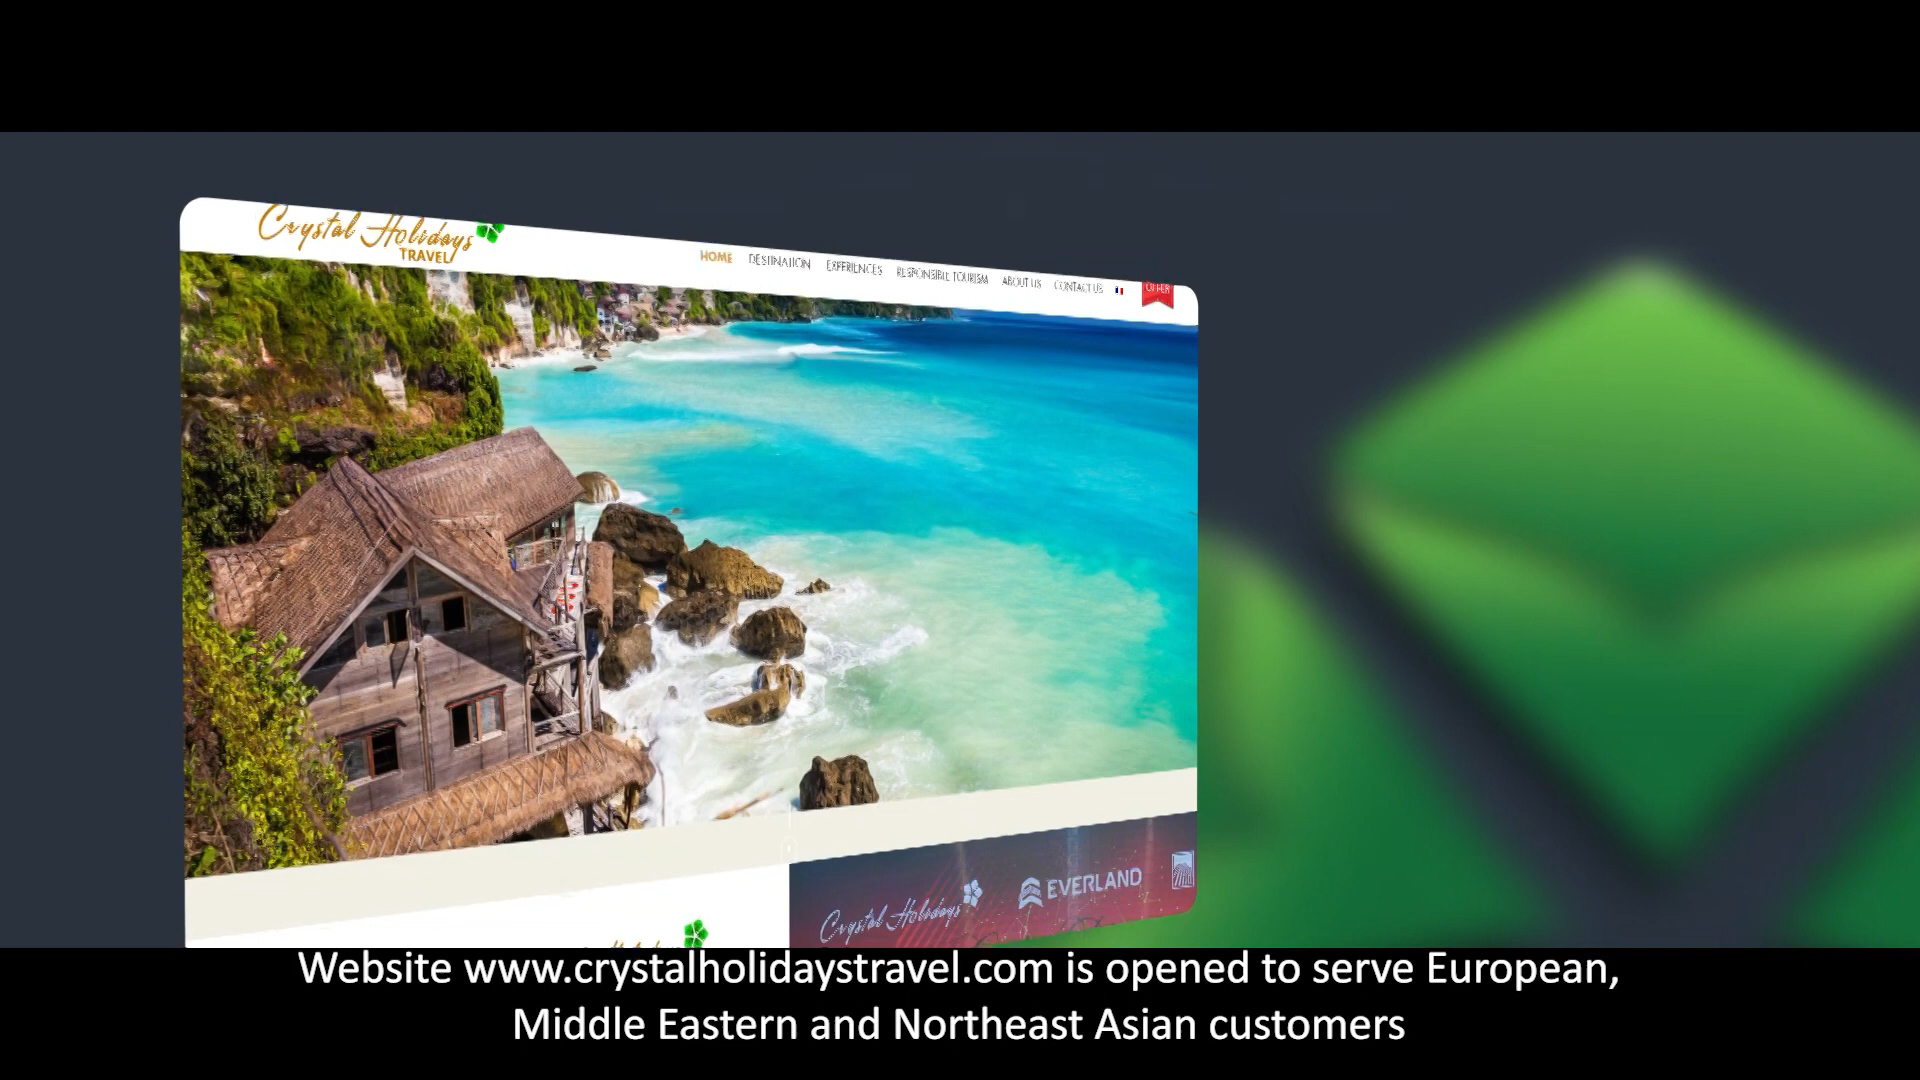 Crystal Holidays
TRAVEL
HOME DESTINATION EXPERIENCES RESPONSIBLE TOURISM ABOUT US CONTACT US OFFER
Crystal Holidays EVERLAND
Website www.crystalholidaystravel.com is opened to serve European,
Middle Eastern and Northeast Asian customers